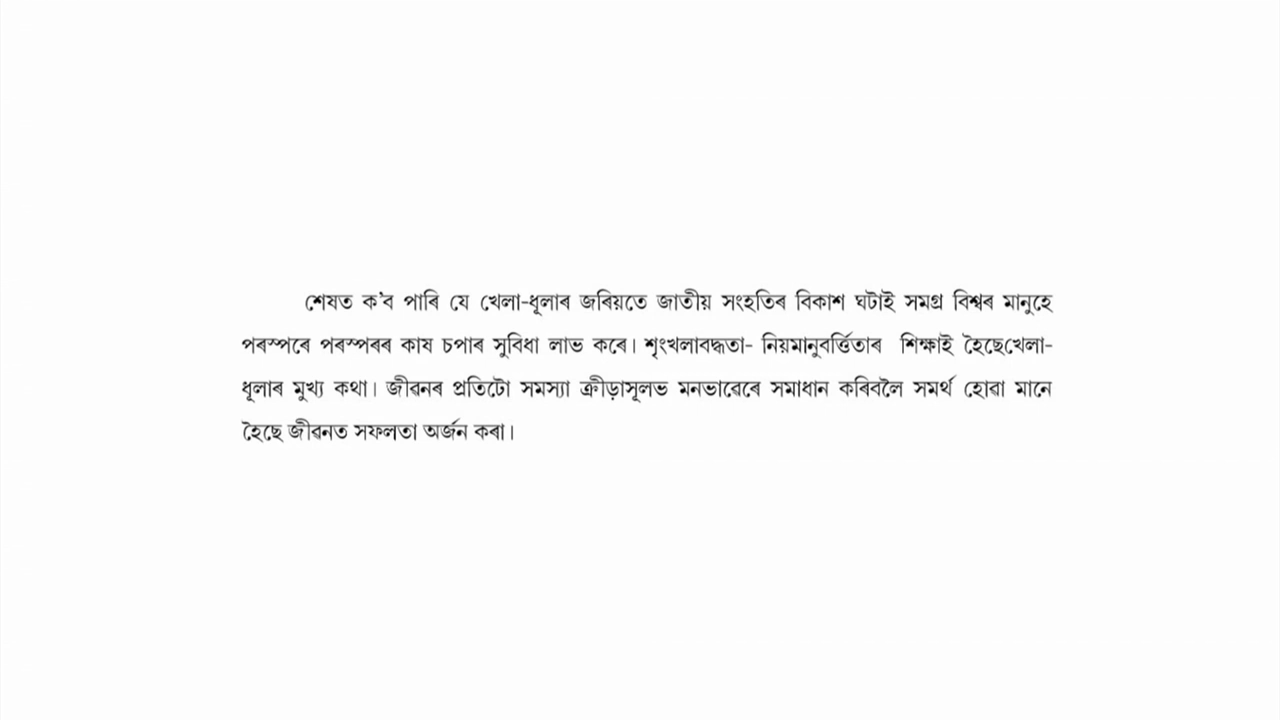 শেষত ক'ব পাৰি যে খেলা-ধূলাৰ জৰিয়তে জাতীয় সংহতিৰ বিকাশ ঘটাই সমগ্ৰ বিশ্বৰ মানুহে
পৰস্পৰে পৰস্পৰৰ কাষ চপাৰ সুবিধা লাভ কৰে। শৃংখলাবদ্ধতা- নিয়মানুবৰ্ত্তিতাৰ শিক্ষাই হৈছেখেলা-
ধূলাৰ মুখ্য কথা। জীৱনৰ প্ৰতিটো সমস্যা ক্ৰীড়াসূলভ মনভাৱেৰে সমাধান কৰিবলৈ সমৰ্থ হোৱা মানে
হৈছে জীৱনত সফলতা অৰ্জন কৰা।